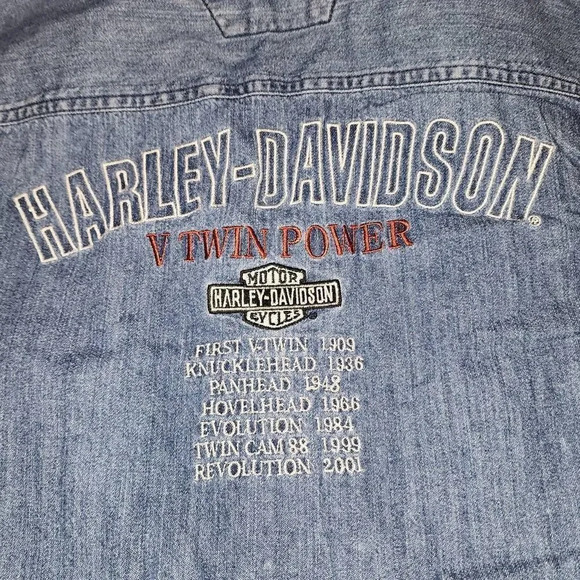 HARLEY-DAVIDSON®
V TWIN POWER
MOTOR
HARLEY-DAVIDSON
CYCLES ®
FIRST V-TWIN 1909
KNUCKLEHEAD 1936
PANHEAD 1948
HOVELHEAD 1966
EVOLUTION 1984
TWIN CAM 88 1999
REVOLUTION 2001